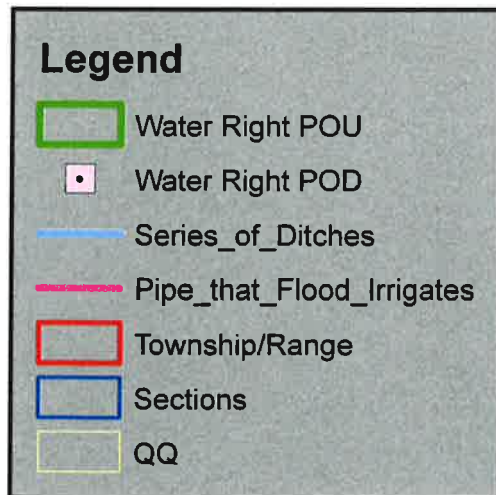 Legend
Water Right POU
Water Right POD
Series_of_Ditches
Pipe_that_Flood_Irrigates
Township/Range
Sections
QQ